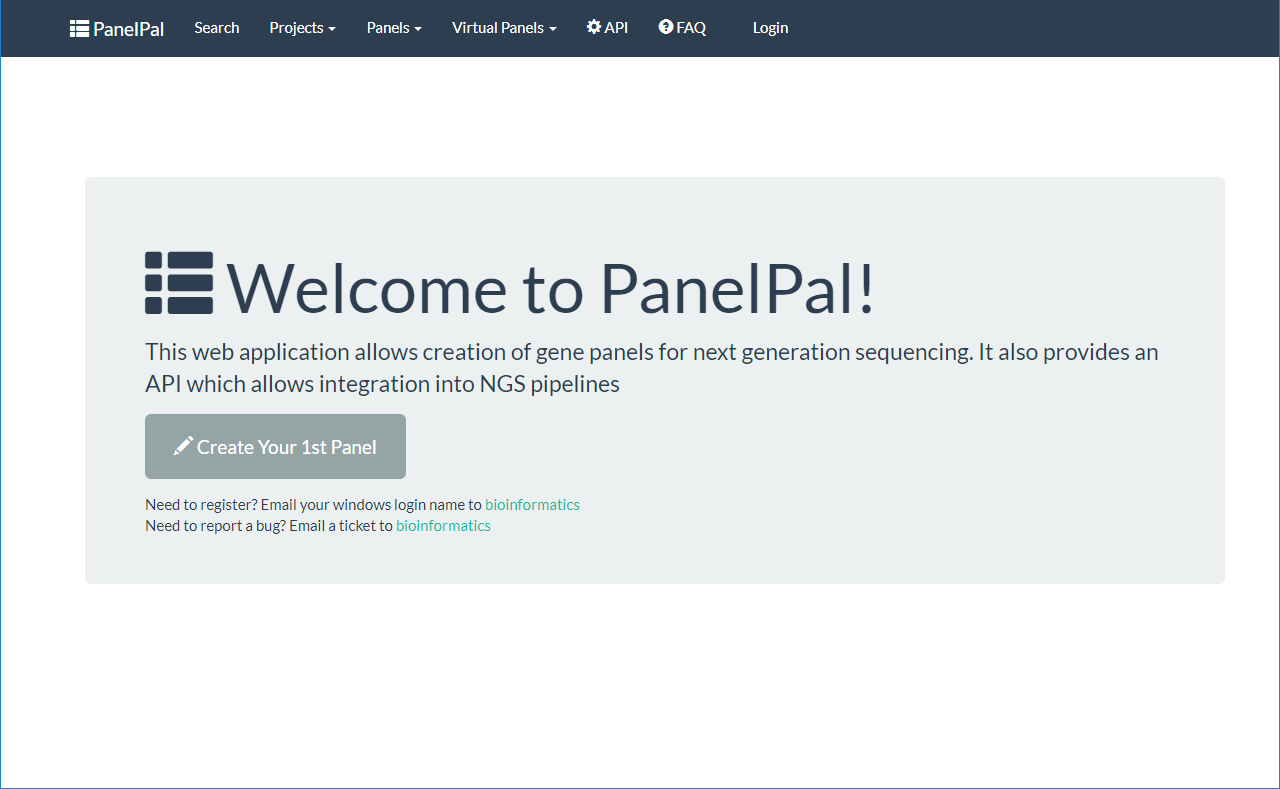 PanelPal Search Projects Panels Virtual Panels API FAQ Login
Welcome to PanelPal!
This web application allows creation of gene panels for next generation sequencing. It also provides an
API which allows integration into NGS pipelines
Create Your 1st Panel
Need to register? Email your windows login name to bioinformatics
Need to report a bug? Email a ticket to bioinformatics